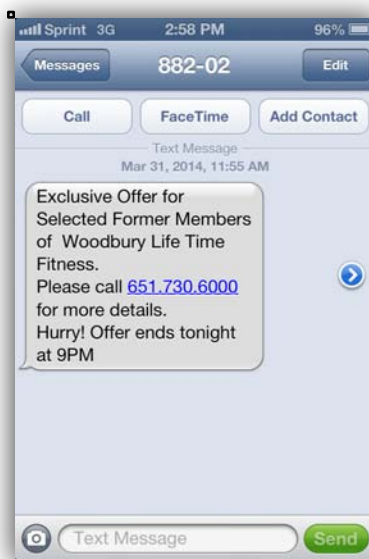 Sprint 3G 2:58 PM 96%
Messages 882-02 Edit
Call FaceTime Add Contact
Text Message
Mar 31, 2014, 11:55 AM
Exclusive Offer for
Selected Former Members
of Woodbury Life Time
Fitness.
Please call 651.730.6000
for more details.
Hurry! Offer ends tonight
at 9PM
Text Message Send